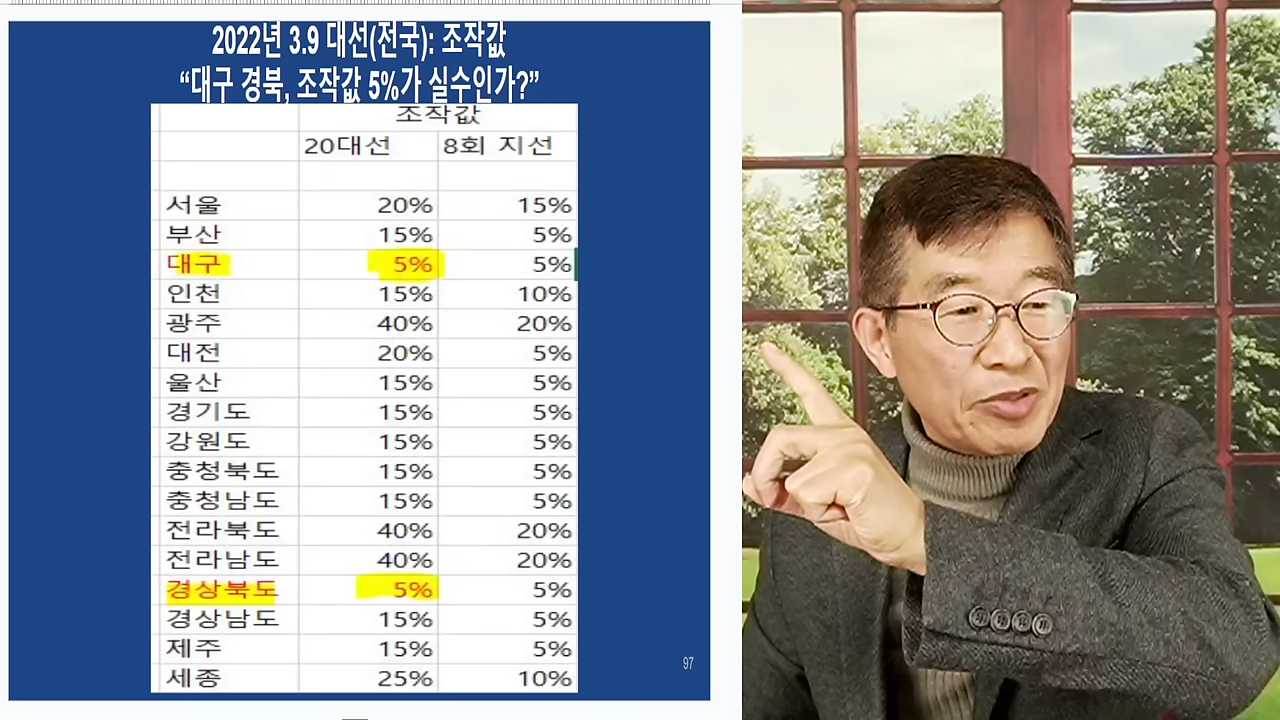 2022년 3.9 대선(전국): 조작값
“대구 경북, 조작값 5%가 실수인가?”
조작값
20대선 8회 지선
서울 20% 15%
부산 15% 5%
대구 5% 5%
인천 15% 10%
광주 40% 20%
대전 20% 5%
울산 15% 5%
경기도 15% 5%
강원도 15% 5%
충청북도 15% 5%
충청남도 15% 5%
전라북도 40% 20%
전라남도 40% 20%
경상북도 5% 5%
경상남도 15% 5%
제주 15% 5%
세종 25% 10%
97